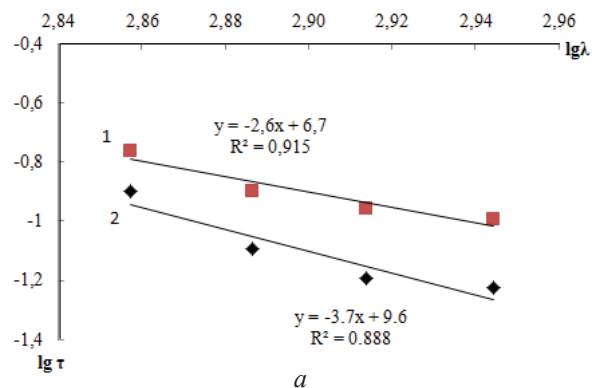 2,84 2,86 2,88 2,90 2,92 2,94 2,96
lgλ
-0,4
-0,6
-0,8
-1
-1,2
-1,4
1
y = -2,6x + 6,7
R² = 0,915
2
y = -3.7x + 9.6
R² = 0.888
lg τ
a